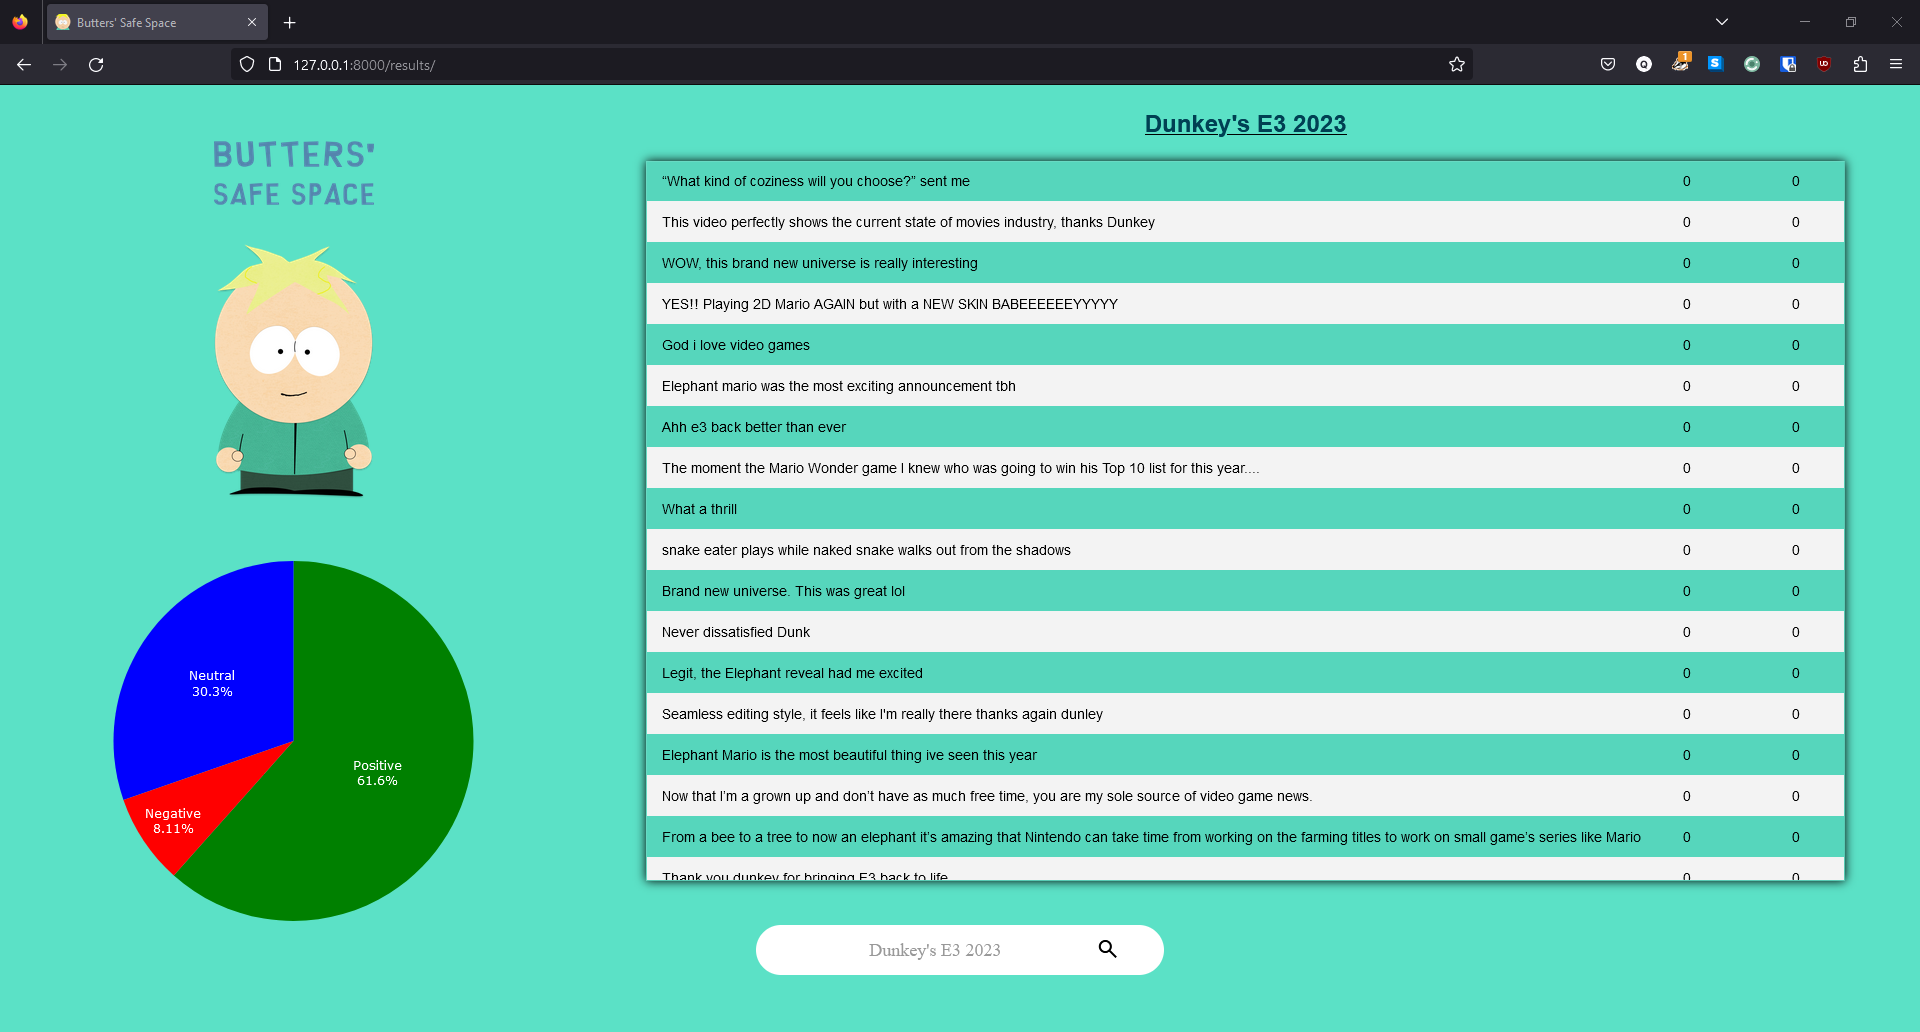 Butters' Safe Space
127.0.0.1:8000/results/
1
Q
S
UD
BUTTERS'
SAFE SPACE
Dunkey's E3 2023
“What kind of coziness will you choose?” sent me 0 0
This video perfectly shows the current state of movies industry, thanks Dunkey 0 0
WOW, this brand new universe is really interesting 0 0
YES!! Playing 2D Mario AGAIN but with a NEW SKIN BABEEEEEEYYYYY 0 0
God i love video games 0 0
Elephant mario was the most exciting announcement tbh 0 0
Ahh e3 back better than ever 0 0
The moment the Mario Wonder game I knew who was going to win his Top 10 list for this year.... 0 0
What a thrill 0 0
snake eater plays while naked snake walks out from the shadows 0 0
Brand new universe. This was great lol 0 0
Never dissatisfied Dunk 0 0
Legit, the Elephant reveal had me excited 0 0
Seamless editing style, it feels like I'm really there thanks again dunley 0 0
Elephant Mario is the most beautiful thing ive seen this year 0 0
Now that I’m a grown up and don’t have as much free time, you are my sole source of video game news. 0 0
From a bee to a tree to now an elephant it’s amazing that Nintendo can take time from working on the farming titles to work on small game’s series like Mario 0 0
Thank you dunkey for bringing E3 back to life 0 0
Neutral
30.3%
Positive
61.6%
Negative
8.11%
Dunkey's E3 2023